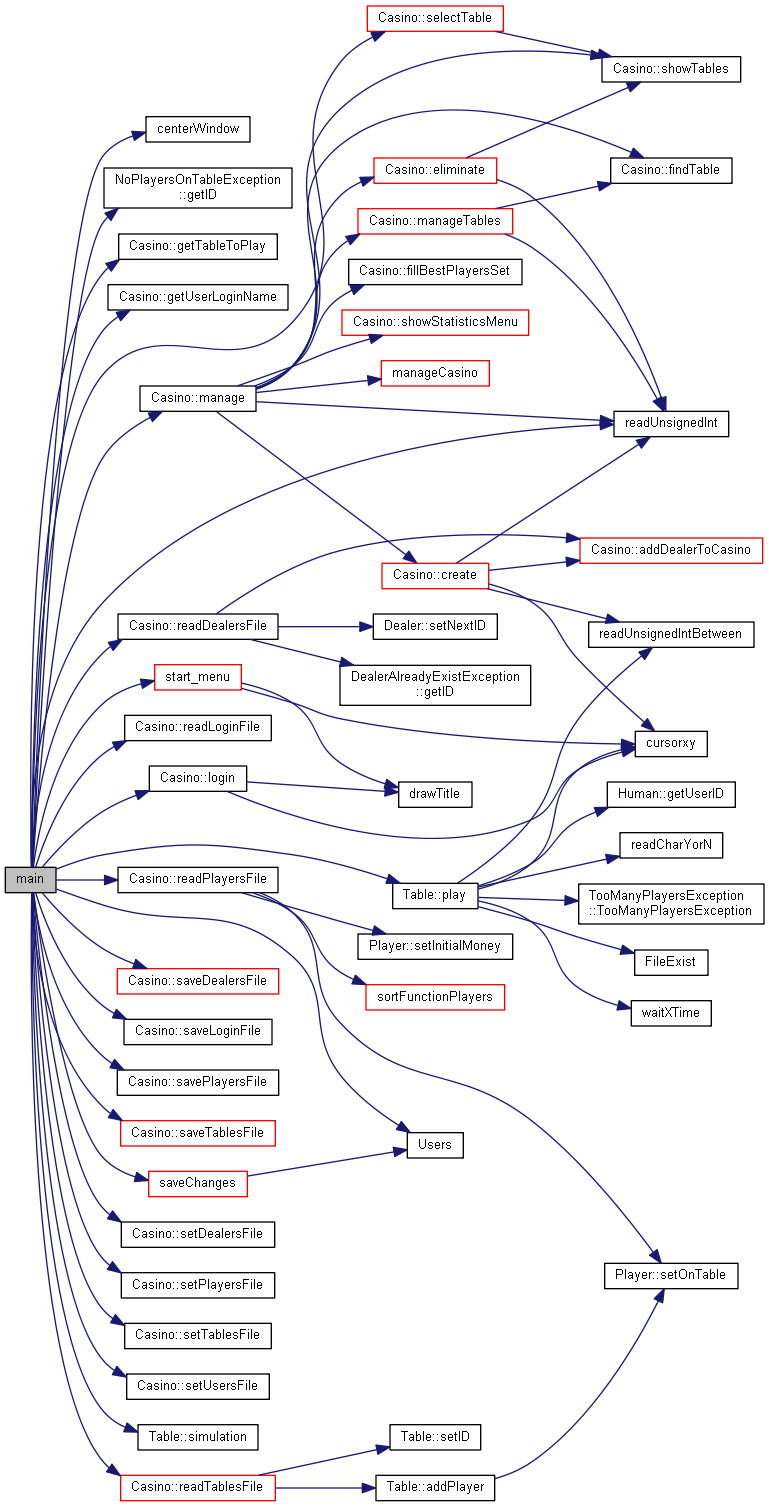 Casino::selectTable
Casino::showTables
centerWindow
Casino::eliminate
Casino::findTable
NoPlayersOnTableException
::getID
Casino::manageTables
Casino::getTableToPlay
Casino::fillBestPlayersSet
Casino::getUserLoginName
Casino::showStatisticsMenu
manageCasino
Casino::manage
readUnsignedInt
Casino::addDealerToCasino
Casino::create
Casino::readDealersFile
Dealer::setNextID
readUnsignedIntBetween
start_menu
DealerAlreadyExistException
::getID
Casino::readLoginFile
cursorxy
Casino::login
drawTitle
Human::getUserID
readCharYorN
main
Casino::readPlayersFile
Table::play
TooManyPlayersException
::TooManyPlayersException
Player::setInitialMoney
FileExist
Casino::saveDealersFile
sortFunctionPlayers
waitXTime
Casino::saveLoginFile
Casino::savePlayersFile
Casino::saveTablesFile
Users
saveChanges
Casino::setDealersFile
Player::setOnTable
Casino::setPlayersFile
Casino::setTablesFile
Casino::setUsersFile
Table::simulation
Table::setID
Casino::readTablesFile
Table::addPlayer